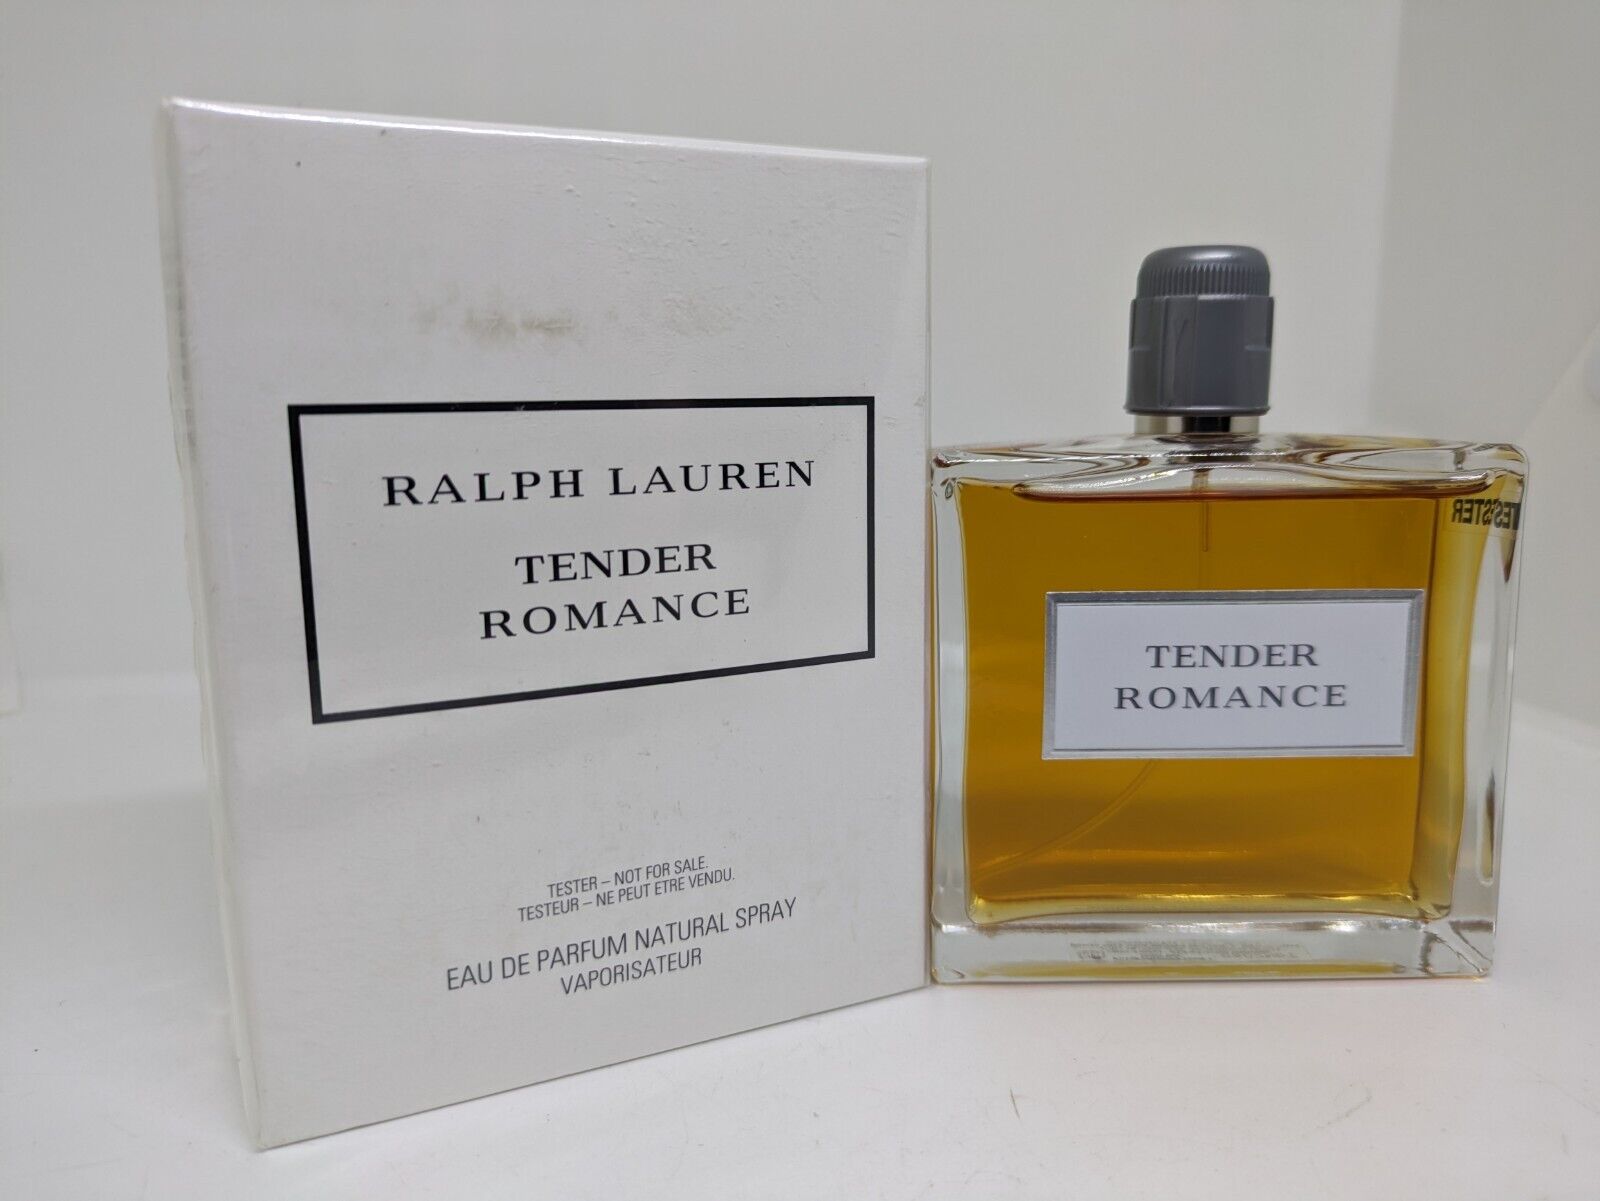 RALPH LAUREN
TENDER
ROMANCE
TESTER – NOT FOR SALE.
TESTEUR – NE PEUT ETRE VENDU.
EAU DE PARFUM NATURAL SPRAY
VAPORISATEUR
TESTER
TENDER
ROMANCE